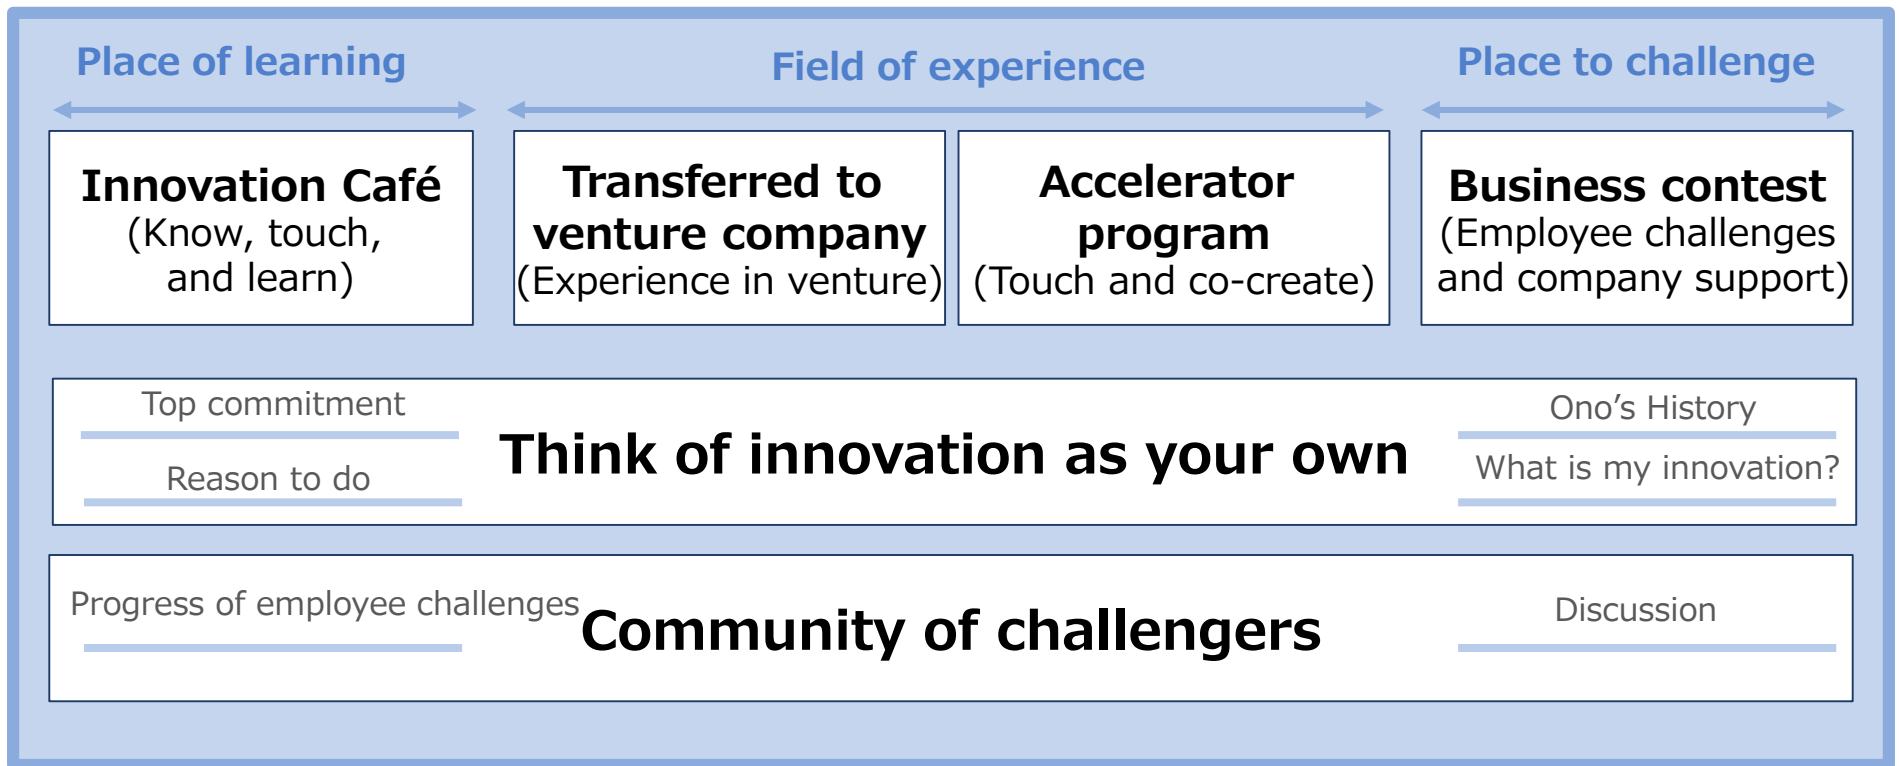 Place of learning
Field of experience
Place to challenge
Innovation Café
(Know, touch,
and learn)
Transferred to
venture company
(Experience in venture)
Accelerator
program
(Touch and co-create)
Business contest
(Employee challenges
and company support)
Top commitment
Reason to do
Think of innovation as your own
Ono’s History
What is my innovation?
Progress of employee challenges
Community of challengers
Discussion